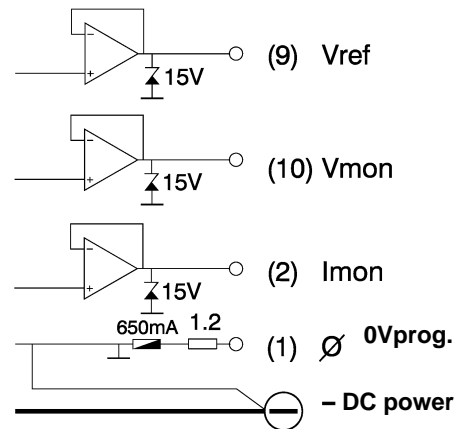 (9) Vref
15V
(10) Vmon
15V
(2) Imon
15V
650mA 1.2
(1) Ø 0Vprog.
– DC power